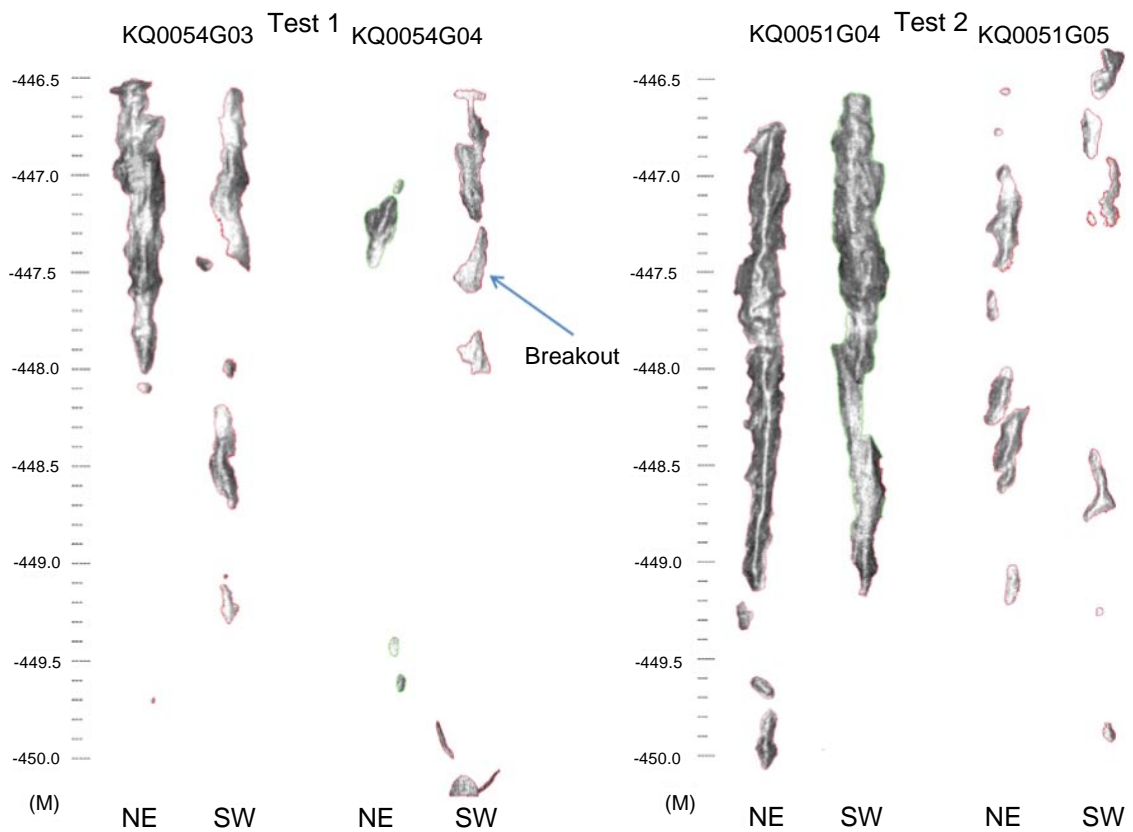 Test 1
KQ0054G03 KQ0054G04
Test 2
KQ0051G04 KQ0051G05
-446.5
-447.0
-447.5
-448.0
-448.5
-449.0
-449.5
-450.0
(M)
Breakout
NE SW NE SW
-446.5
-447.0
-447.5
-448.0
-448.5
-449.0
-449.5
-450.0
(M)
NE SW NE SW